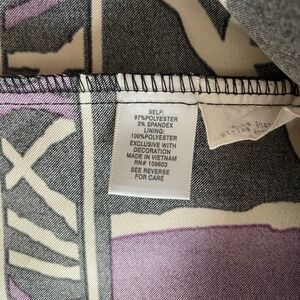 SELF:
97%POLYESTER
3% SPANDEX
LINING:
100%POLYESTER
EXCLUSIVE WITH
DECORATION
MADE IN VIETNAM
RN# 109603
SEE REVERSE
FOR CARE